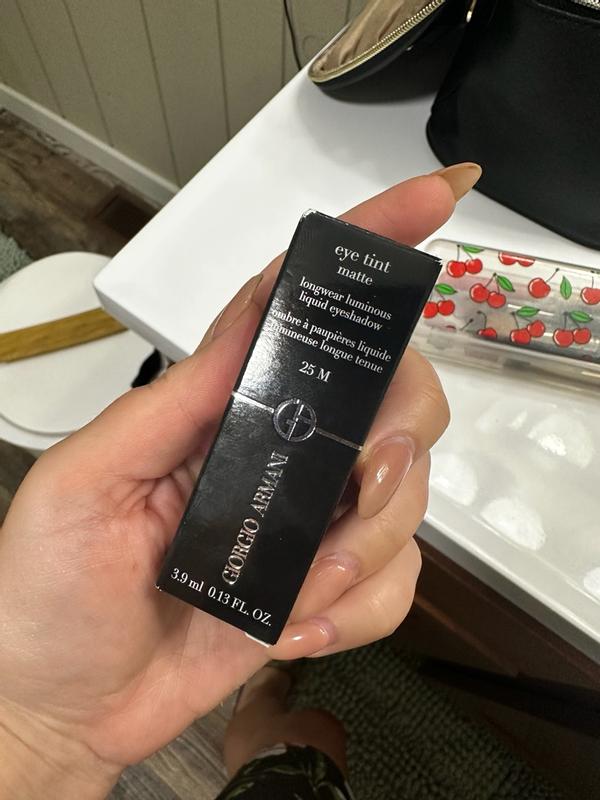 eye tint
matte
longwear luminous
liquid eyeshadow
ombre à paupières liquide
lumineuse longue tenue
25 M
GIORGIO ARMANI
3.9 ml 0.13 FL. OZ.